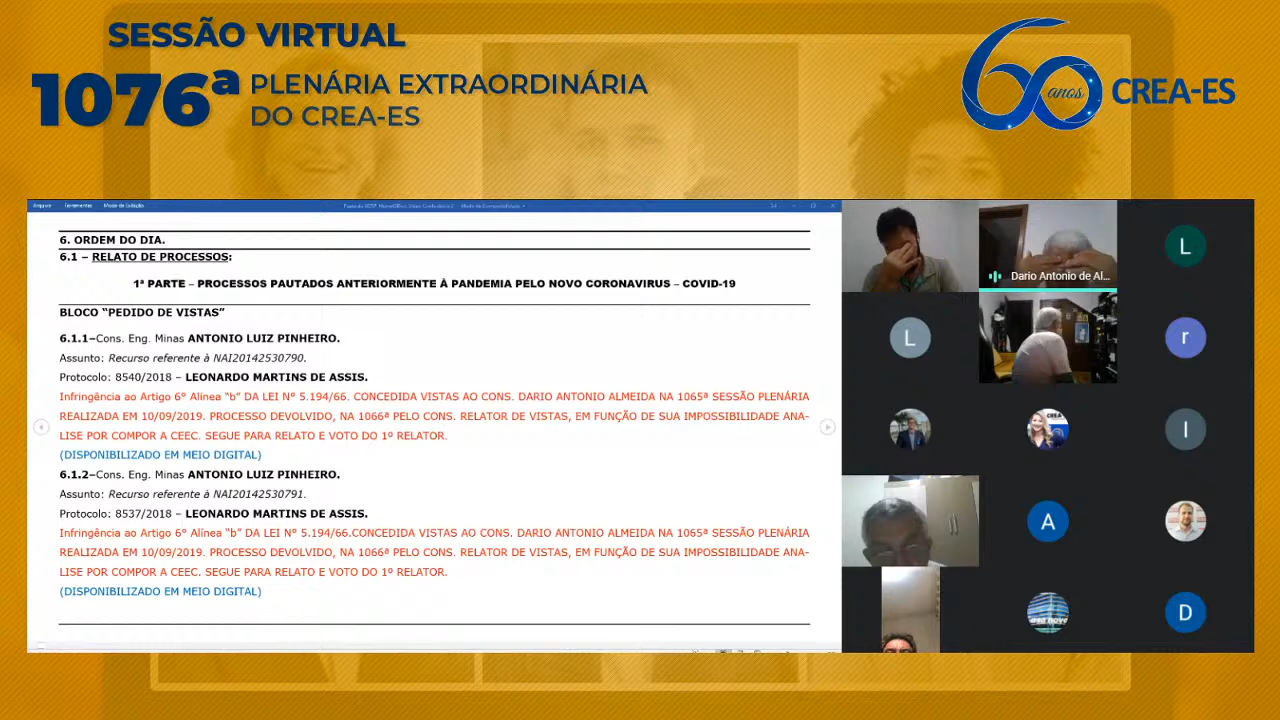 SESSÃO VIRTUAL
1076ª PLENÁRIA EXTRAORDINÁRIA
DO CREA-ES
60 anos CREA-ES
Arquivo Ferramentas Modo de Exibição
6. ORDEM DO DIA.
6.1 – RELATO DE PROCESSOS:
1ª PARTE – PROCESSOS PAUTADOS ANTERIORMENTE À PANDEMIA PELO NOVO CORONAVIRUS – COVID-19
BLOCO “PEDIDO DE VISTAS”
6.1.1–Cons. Eng. Minas ANTONIO LUIZ PINHEIRO.
Assunto: Recurso referente à NAI20142530790.
Protocolo: 8540/2018 – LEONARDO MARTINS DE ASSIS.
Infringência ao Artigo 6º Alínea “b” DA LEI Nº 5.194/66. CONCEDIDA VISTAS AO CONS. DARIO ANTONIO ALMEIDA NA 1065ª SESSÃO PLENÁRIA
REALIZADA EM 10/09/2019. PROCESSO DEVOLVIDO, NA 1066ª PELO CONS. RELATOR DE VISTAS, EM FUNÇÃO DE SUA IMPOSSIBILIDADE ANA-
LISE POR COMPOR A CEEC. SEGUE PARA RELATO E VOTO DO 1º RELATOR.
(DISPONIBILIZADO EM MEIO DIGITAL)
6.1.2–Cons. Eng. Minas ANTONIO LUIZ PINHEIRO.
Assunto: Recurso referente à NAI20142530791.
Protocolo: 8537/2018 – LEONARDO MARTINS DE ASSIS.
Infringência ao Artigo 6º Alínea “b” DA LEI Nº 5.194/66.CONCEDIDA VISTAS AO CONS. DARIO ANTONIO ALMEIDA NA 1065ª SESSÃO PLENÁRIA
REALIZADA EM 10/09/2019. PROCESSO DEVOLVIDO, NA 1066ª PELO CONS. RELATOR DE VISTAS, EM FUNÇÃO DE SUA IMPOSSIBILIDADE ANA-
LISE POR COMPOR A CEEC. SEGUE PARA RELATO E VOTO DO 1º RELATOR.
(DISPONIBILIZADO EM MEIO DIGITAL)
Dario Antonio de Al...
L
L
r
CREA
I
A
D